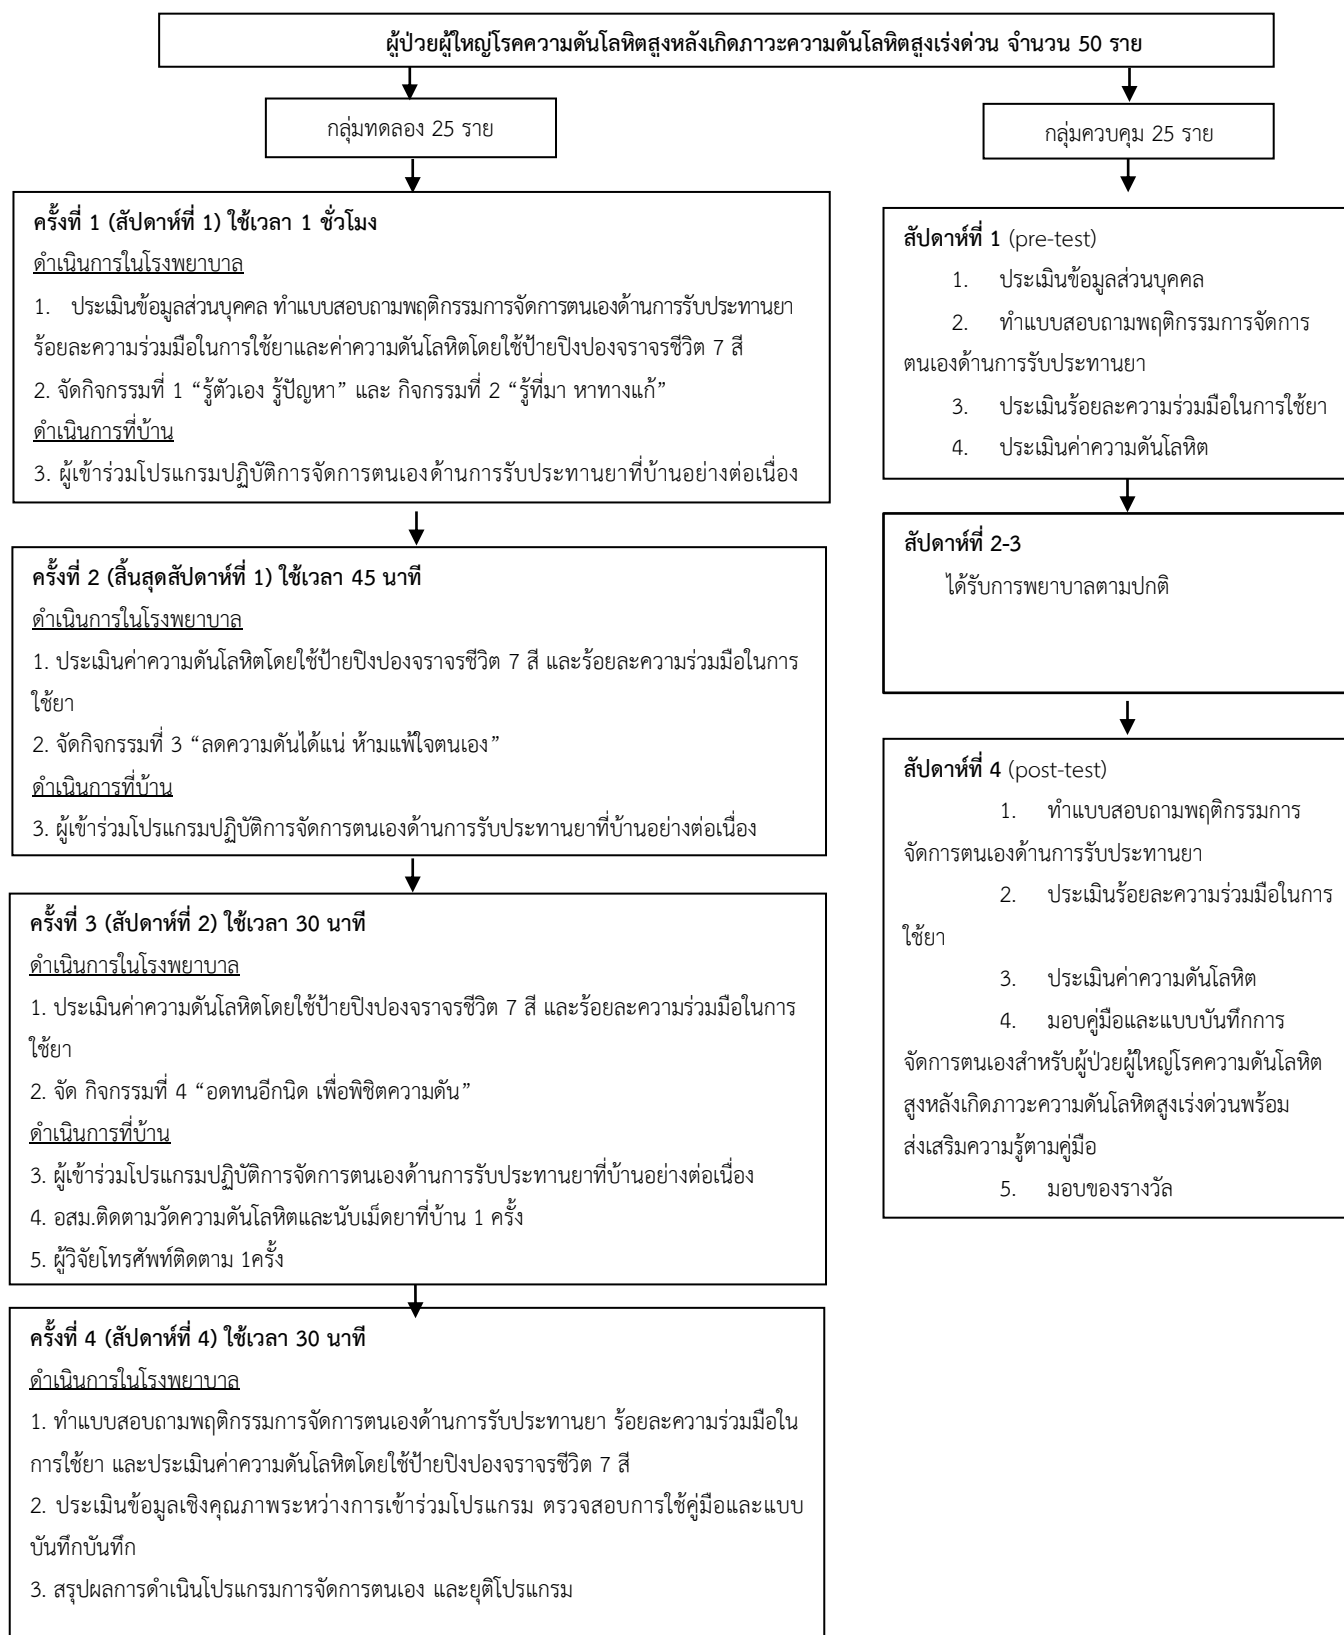 ผู้ป่วยผู้ใหญ่โรคความดันโลหิตสูงหลังเกิดภาวะความดันโลหิตสูงเร่งด่วน จำนวน 50 ราย
กลุ่มทดลอง 25 ราย
ครั้งที่ 1 (สัปดาห์ที่ 1) ใช้เวลา 1 ชั่วโมง
ดำเนินการในโรงพยาบาล
1. ประเมินข้อมูลส่วนบุคคล ทำแบบสอบถามพฤติกรรมการจัดการตนเองด้านการรับประทานยา
ร้อยละความร่วมมือในการใช้ยาและค่าความดันโลหิตโดยใช้ป้ายปิงปองจราจรชีวิต 7 สี
2. จัดกิจกรรมที่ 1 “รู้ตัวเอง รู้ปัญหา” และ กิจกรรมที่ 2 “รู้ที่มา หาทางแก้”
ดำเนินการที่บ้าน
3. ผู้เข้าร่วมโปรแกรมปฏิบัติการจัดการตนเองด้านการรับประทานยาที่บ้านอย่างต่อเนื่อง
ครั้งที่ 2 (สิ้นสุดสัปดาห์ที่ 1) ใช้เวลา 45 นาที
ดำเนินการในโรงพยาบาล
1. ประเมินค่าความดันโลหิตโดยใช้ป้ายปิงปองจราจรชีวิต 7 สี และร้อยละความร่วมมือในการ
ใช้ยา
2. จัดกิจกรรมที่ 3 “ลดความดันได้แน่ ห้ามแพ้ใจตนเอง”
ดำเนินการที่บ้าน
3. ผู้เข้าร่วมโปรแกรมปฏิบัติการจัดการตนเองด้านการรับประทานยาที่บ้านอย่างต่อเนื่อง
ครั้งที่ 3 (สัปดาห์ที่ 2) ใช้เวลา 30 นาที
ดำเนินการในโรงพยาบาล
1. ประเมินค่าความดันโลหิตโดยใช้ป้ายปิงปองจราจรชีวิต 7 สี และร้อยละความร่วมมือในการ
ใช้ยา
2. จัด กิจกรรมที่ 4 “อดทนอีกนิด เพื่อพิชิตความดัน”
ดำเนินการที่บ้าน
3. ผู้เข้าร่วมโปรแกรมปฏิบัติการจัดการตนเองด้านการรับประทานยาที่บ้านอย่างต่อเนื่อง
4. อสม.ติดตามวัดความดันโลหิตและนับเม็ดยาที่บ้าน 1 ครั้ง
5. ผู้วิจัยโทรศัพท์ติดตาม 1ครั้ง
ครั้งที่ 4 (สัปดาห์ที่ 4) ใช้เวลา 30 นาที
ดำเนินการในโรงพยาบาล
1. ทำแบบสอบถามพฤติกรรมการจัดการตนเองด้านการรับประทานยา ร้อยละความร่วมมือใน
การใช้ยา และประเมินค่าความดันโลหิตโดยใช้ป้ายปิงปองจราจรชีวิต 7 สี
2. ประเมินข้อมูลเชิงคุณภาพระหว่างการเข้าร่วมโปรแกรม ตรวจสอบการใช้คู่มือและแบบ
บันทึกบันทึก
3. สรุปผลการดำเนินโปรแกรมการจัดการตนเอง และยุติโปรแกรม
กลุ่มควบคุม 25 ราย
สัปดาห์ที่ 1 (pre-test)
1. ประเมินข้อมูลส่วนบุคคล
2. ทำแบบสอบถามพฤติกรรมการจัดการ
ตนเองด้านการรับประทานยา
3. ประเมินร้อยละความร่วมมือในการใช้ยา
4. ประเมินค่าความดันโลหิต
สัปดาห์ที่ 2-3
ได้รับการพยาบาลตามปกติ
สัปดาห์ที่ 4 (post-test)
1. ทำแบบสอบถามพฤติกรรมการ
จัดการตนเองด้านการรับประทานยา
2. ประเมินร้อยละความร่วมมือในการ
ใช้ยา
3. ประเมินค่าความดันโลหิต
4. มอบคู่มือและแบบบันทึกการ
จัดการตนเองสำหรับผู้ป่วยผู้ใหญ่โรคความดันโลหิต
สูงหลังเกิดภาวะความดันโลหิตสูงเร่งด่วนพร้อม
ส่งเสริมความรู้ตามคู่มือ
5. มอบของรางวัล